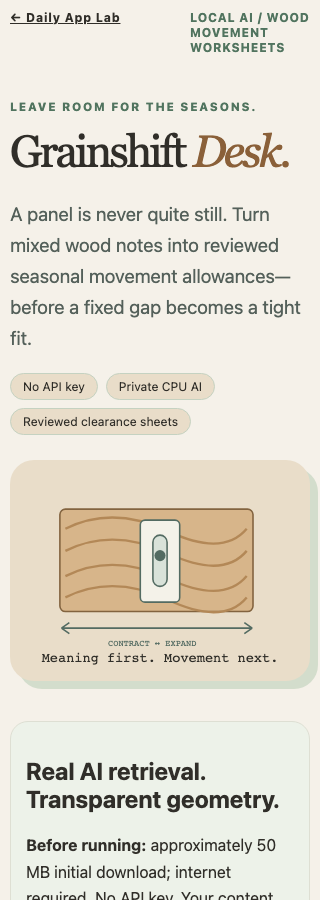 ← Daily App Lab
LOCAL AI / WOOD
MOVEMENT
WORKSHEETS
LEAVE ROOM FOR THE SEASONS.
Grainshift Desk.
A panel is never quite still. Turn
mixed wood notes into reviewed
seasonal movement allowances—
before a fixed gap becomes a tight
fit.
No API key
Private CPU AI
Reviewed clearance sheets
CONTRACT ↔ EXPAND
Meaning first. Movement next.
Real AI retrieval.
Transparent geometry.
Before running: approximately 50
MB initial download; internet
required. No API key. Your content